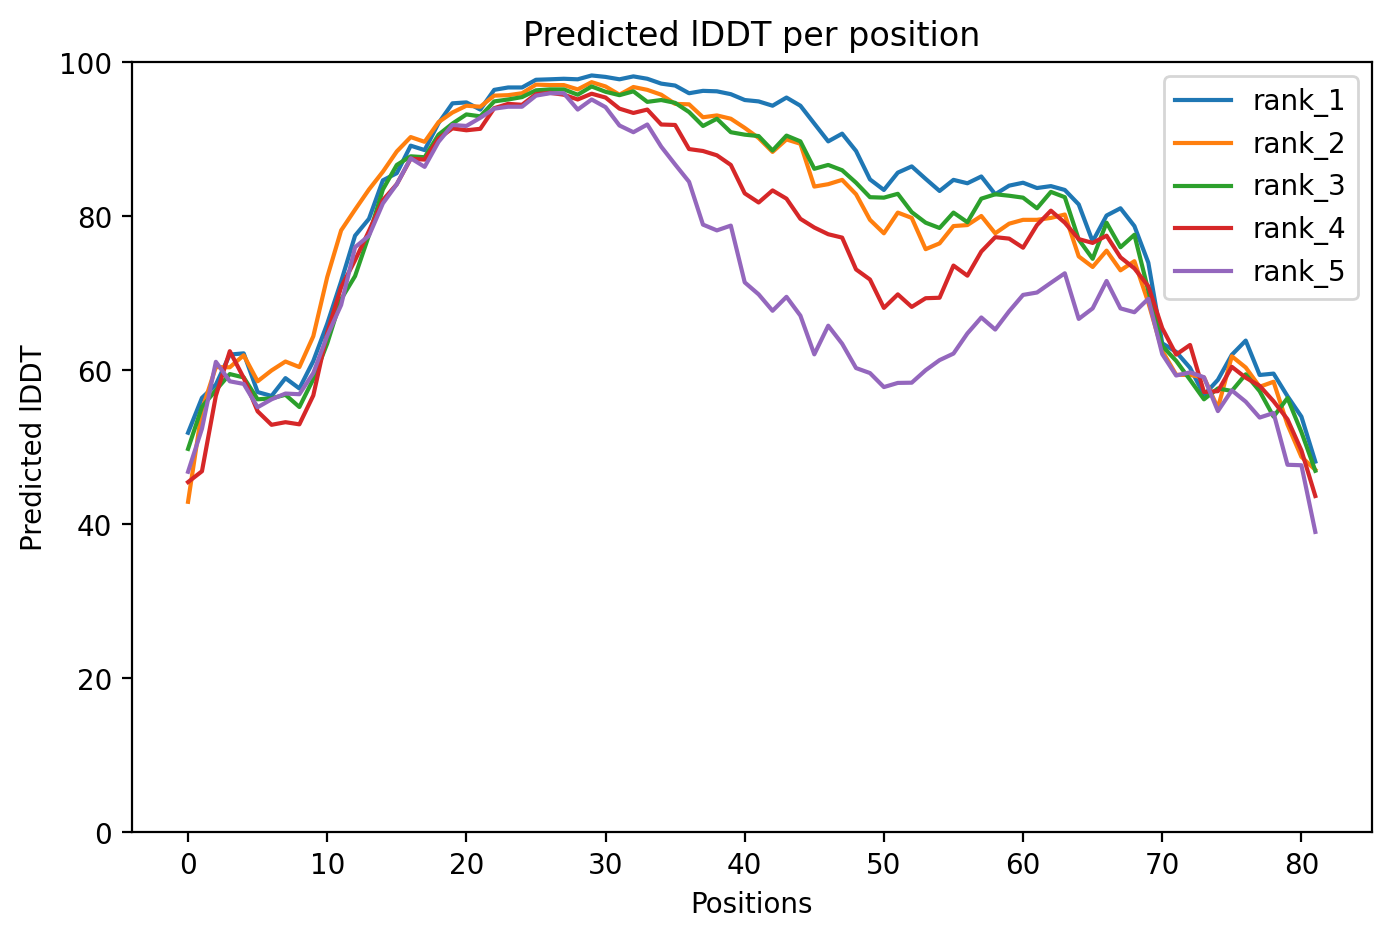 Predicted lDDT per position
100
80
60
40
20
0
Predicted lDDT
0 10 20 30 40 50 60 70 80
Positions
rank_1
rank_2
rank_3
rank_4
rank_5